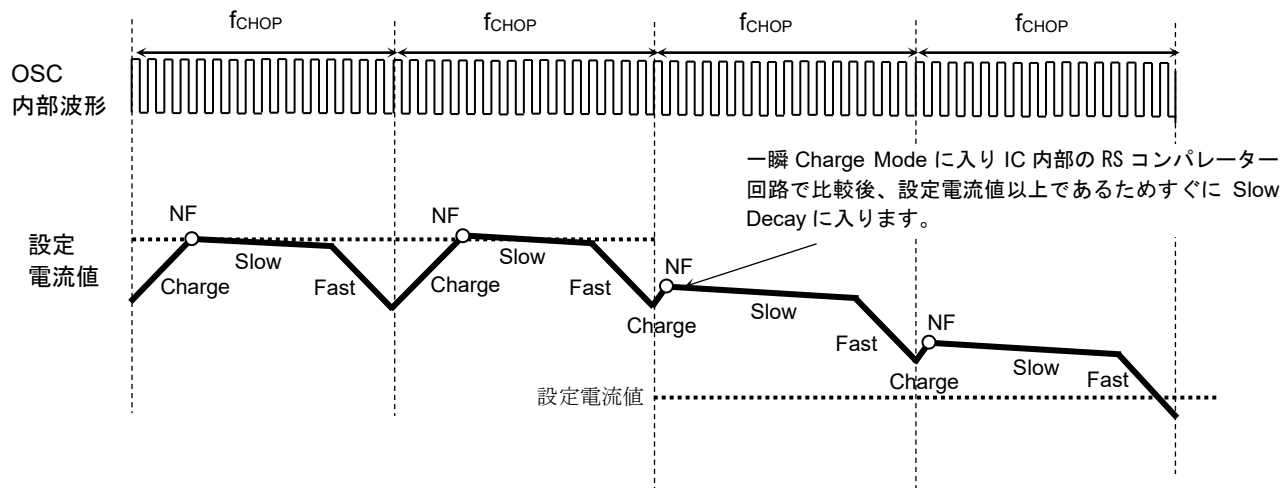 fCHOP fCHOP fCHOP fCHOP
OSC
内部波形
一瞬 Charge Mode に入り IC 内部の RS コンパレーター
回路で比較後、設定電流値以上であるためすぐに Slow
Decay に入ります。
設定
電流値
NF
Slow
Charge
Fast
NF
Slow
Charge
Fast
NF
Charge
Slow
Fast
NF
Charge
Slow
Fast
設定電流値